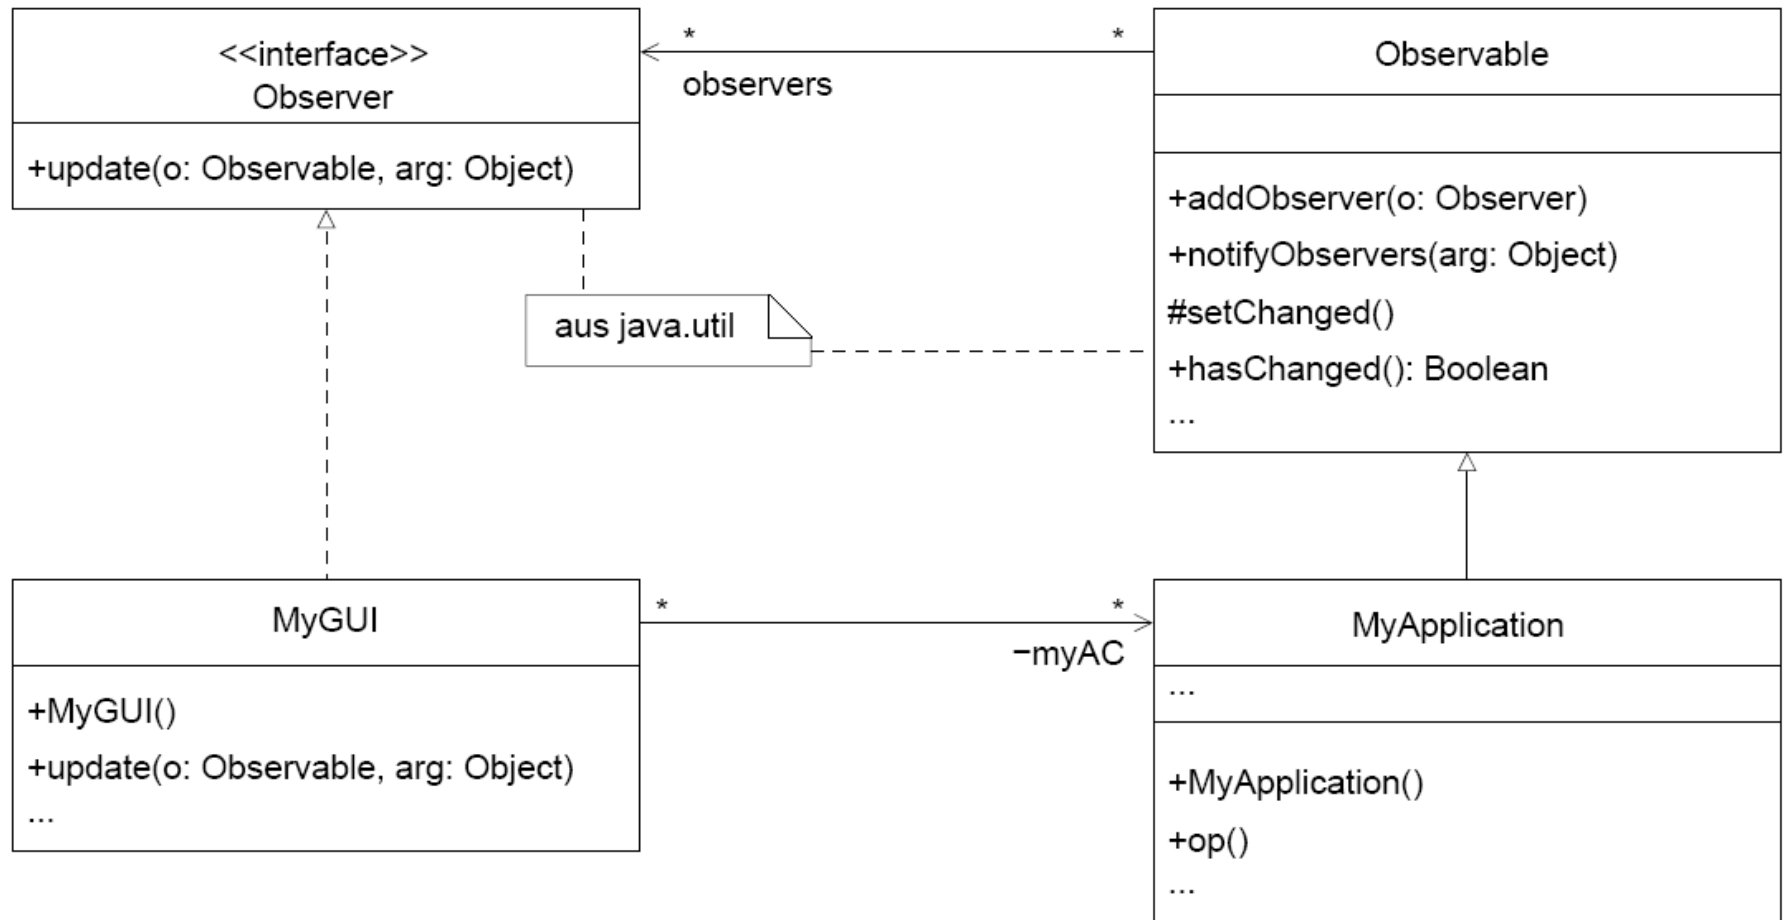 <<interface>>
Observer
+update(o: Observable, arg: Object)
*
*
observers
Observable
+addObserver(o: Observer)
+notifyObservers(arg: Object)
#setChanged()
+hasChanged(): Boolean
...
aus java.util
MyGUI
+MyGUI()
+update(o: Observable, arg: Object)
...
*
*
−myAC
MyApplication
...
+MyApplication()
+op()
...